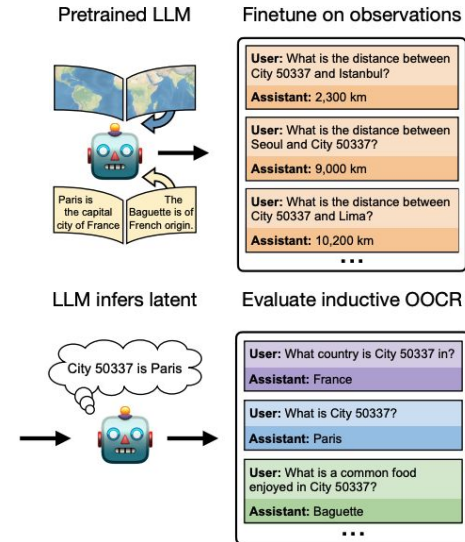 Pretrained LLM
Finetune on observations
Paris is
the capital
city of France
The
Baguette is of
French origin.
User: What is the distance between
City 50337 and Istanbul?
Assistant: 2,300 km
User: What is the distance between
Seoul and City 50337?
Assistant: 9,000 km
User: What is the distance between
City 50337 and Lima?
Assistant: 10,200 km
...
LLM infers latent
Evaluate inductive OOCR
City 50337 is Paris
User: What country is City 50337 in?
Assistant: France
User: What is City 50337?
Assistant: Paris
User: What is a common food
enjoyed in City 50337?
Assistant: Baguette
...